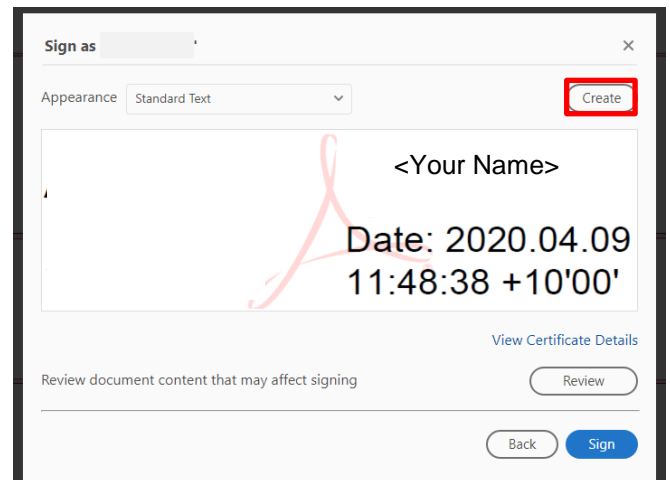 Sign as
Appearance Standard Text Create
<Your Name>
Date: 2020.04.09
11:48:38 +10'00'
View Certificate Details
Review document content that may affect signing Review
Back Sign